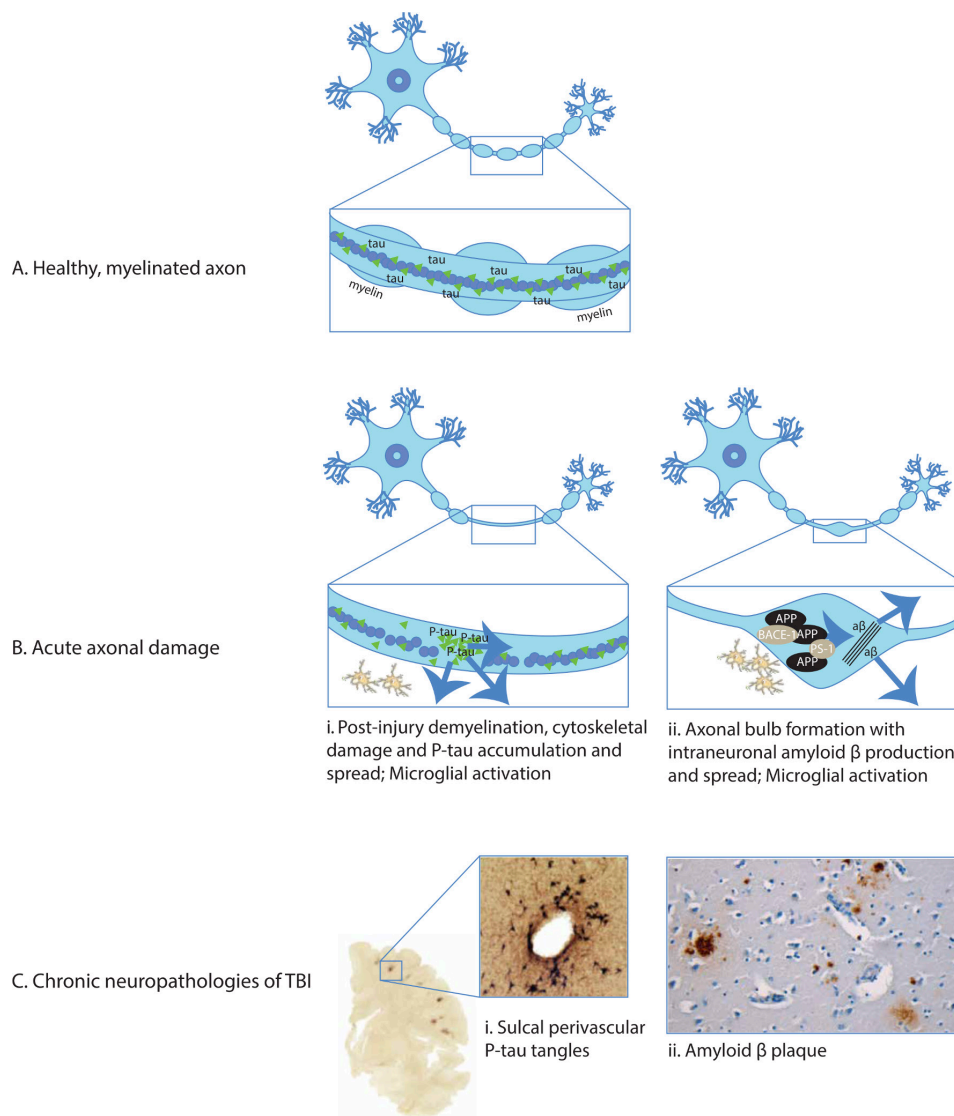 A. Healthy, myelinated axon
tau
tau
tau
tau
tau
tau
tau
tau
myelin
myelin
B. Acute axonal damage
P-tau
P-tau
P-tau
i. Post-injury demyelination, cytoskeletal
damage and P-tau accumulation and
spread; Microglial activation
APP
BACE-1
APP
PS-1
APP
aβ
aβ
ii. Axonal bulb formation with
intraneuronal amyloid β production
and spread; Microglial activation
C. Chronic neuropathologies of TBI
i. Sulcal perivascular
P-tau tangles
ii. Amyloid β plaque